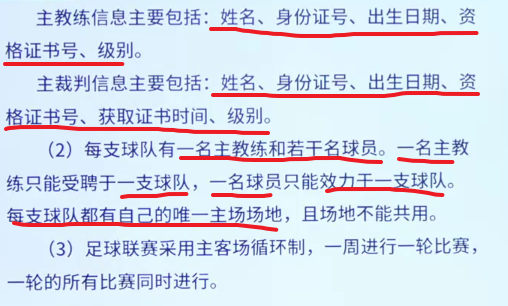 主教练信息主要包括：姓名、身份证号、出生日期、资
格证书号、级别。
主裁判信息主要包括：姓名、身份证号、出生日期、资
格证书号、获取证书时间、级别。
（2）每支球队有一名主教练和若干名球员。一名主教
练只能受聘于一支球队，一名球员只能效力于一支球队。
每支球队都有自己的唯一主场场地，且场地不能共用。
（3）足球联赛采用主客场循环制，一周进行一轮比赛，
一轮的所有比赛同时进行。